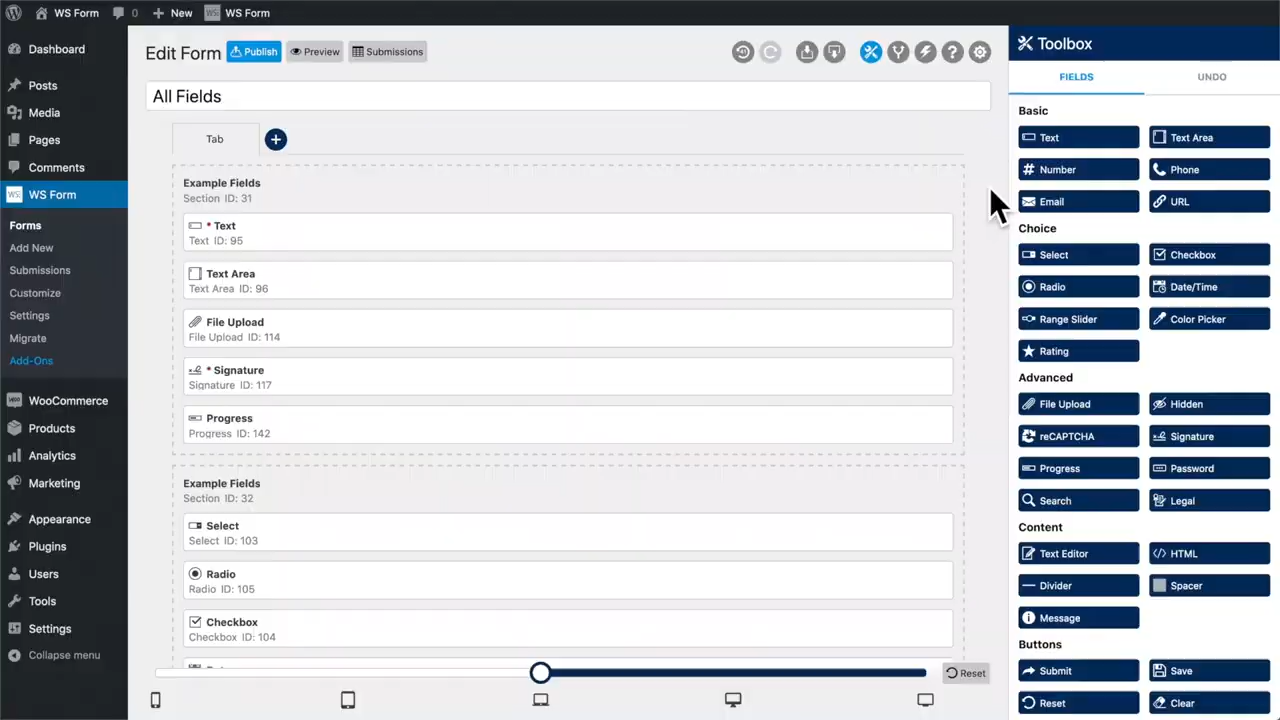 WS Form 0 New WS Form
Dashboard
Posts
Media
Pages
Comments
WS Form
Forms
Add New
Submissions
Customize
Settings
Migrate
Add-Ons
WooCommerce
Products
Analytics
Marketing
Appearance
Plugins
Users
Tools
Settings
Collapse menu
Edit Form Publish Preview Submissions
All Fields
Tab
Example Fields
Section ID: 31
* Text
Text ID: 95
Text Area
Text Area ID: 96
File Upload
File Upload ID: 114
* Signature
Signature ID: 117
Progress
Progress ID: 142
Example Fields
Section ID: 32
Select
Select ID: 103
Radio
Radio ID: 105
Checkbox
Checkbox ID: 104
Reset
Toolbox
FIELDS UNDO
Basic
Text Text Area
Number Phone
Email URL
Choice
Select Checkbox
Radio Date/Time
Range Slider Color Picker
Rating
Advanced
File Upload Hidden
reCAPTCHA Signature
Progress Password
Search Legal
Content
Text Editor HTML
Divider Spacer
Message
Buttons
Submit Save
Reset Clear